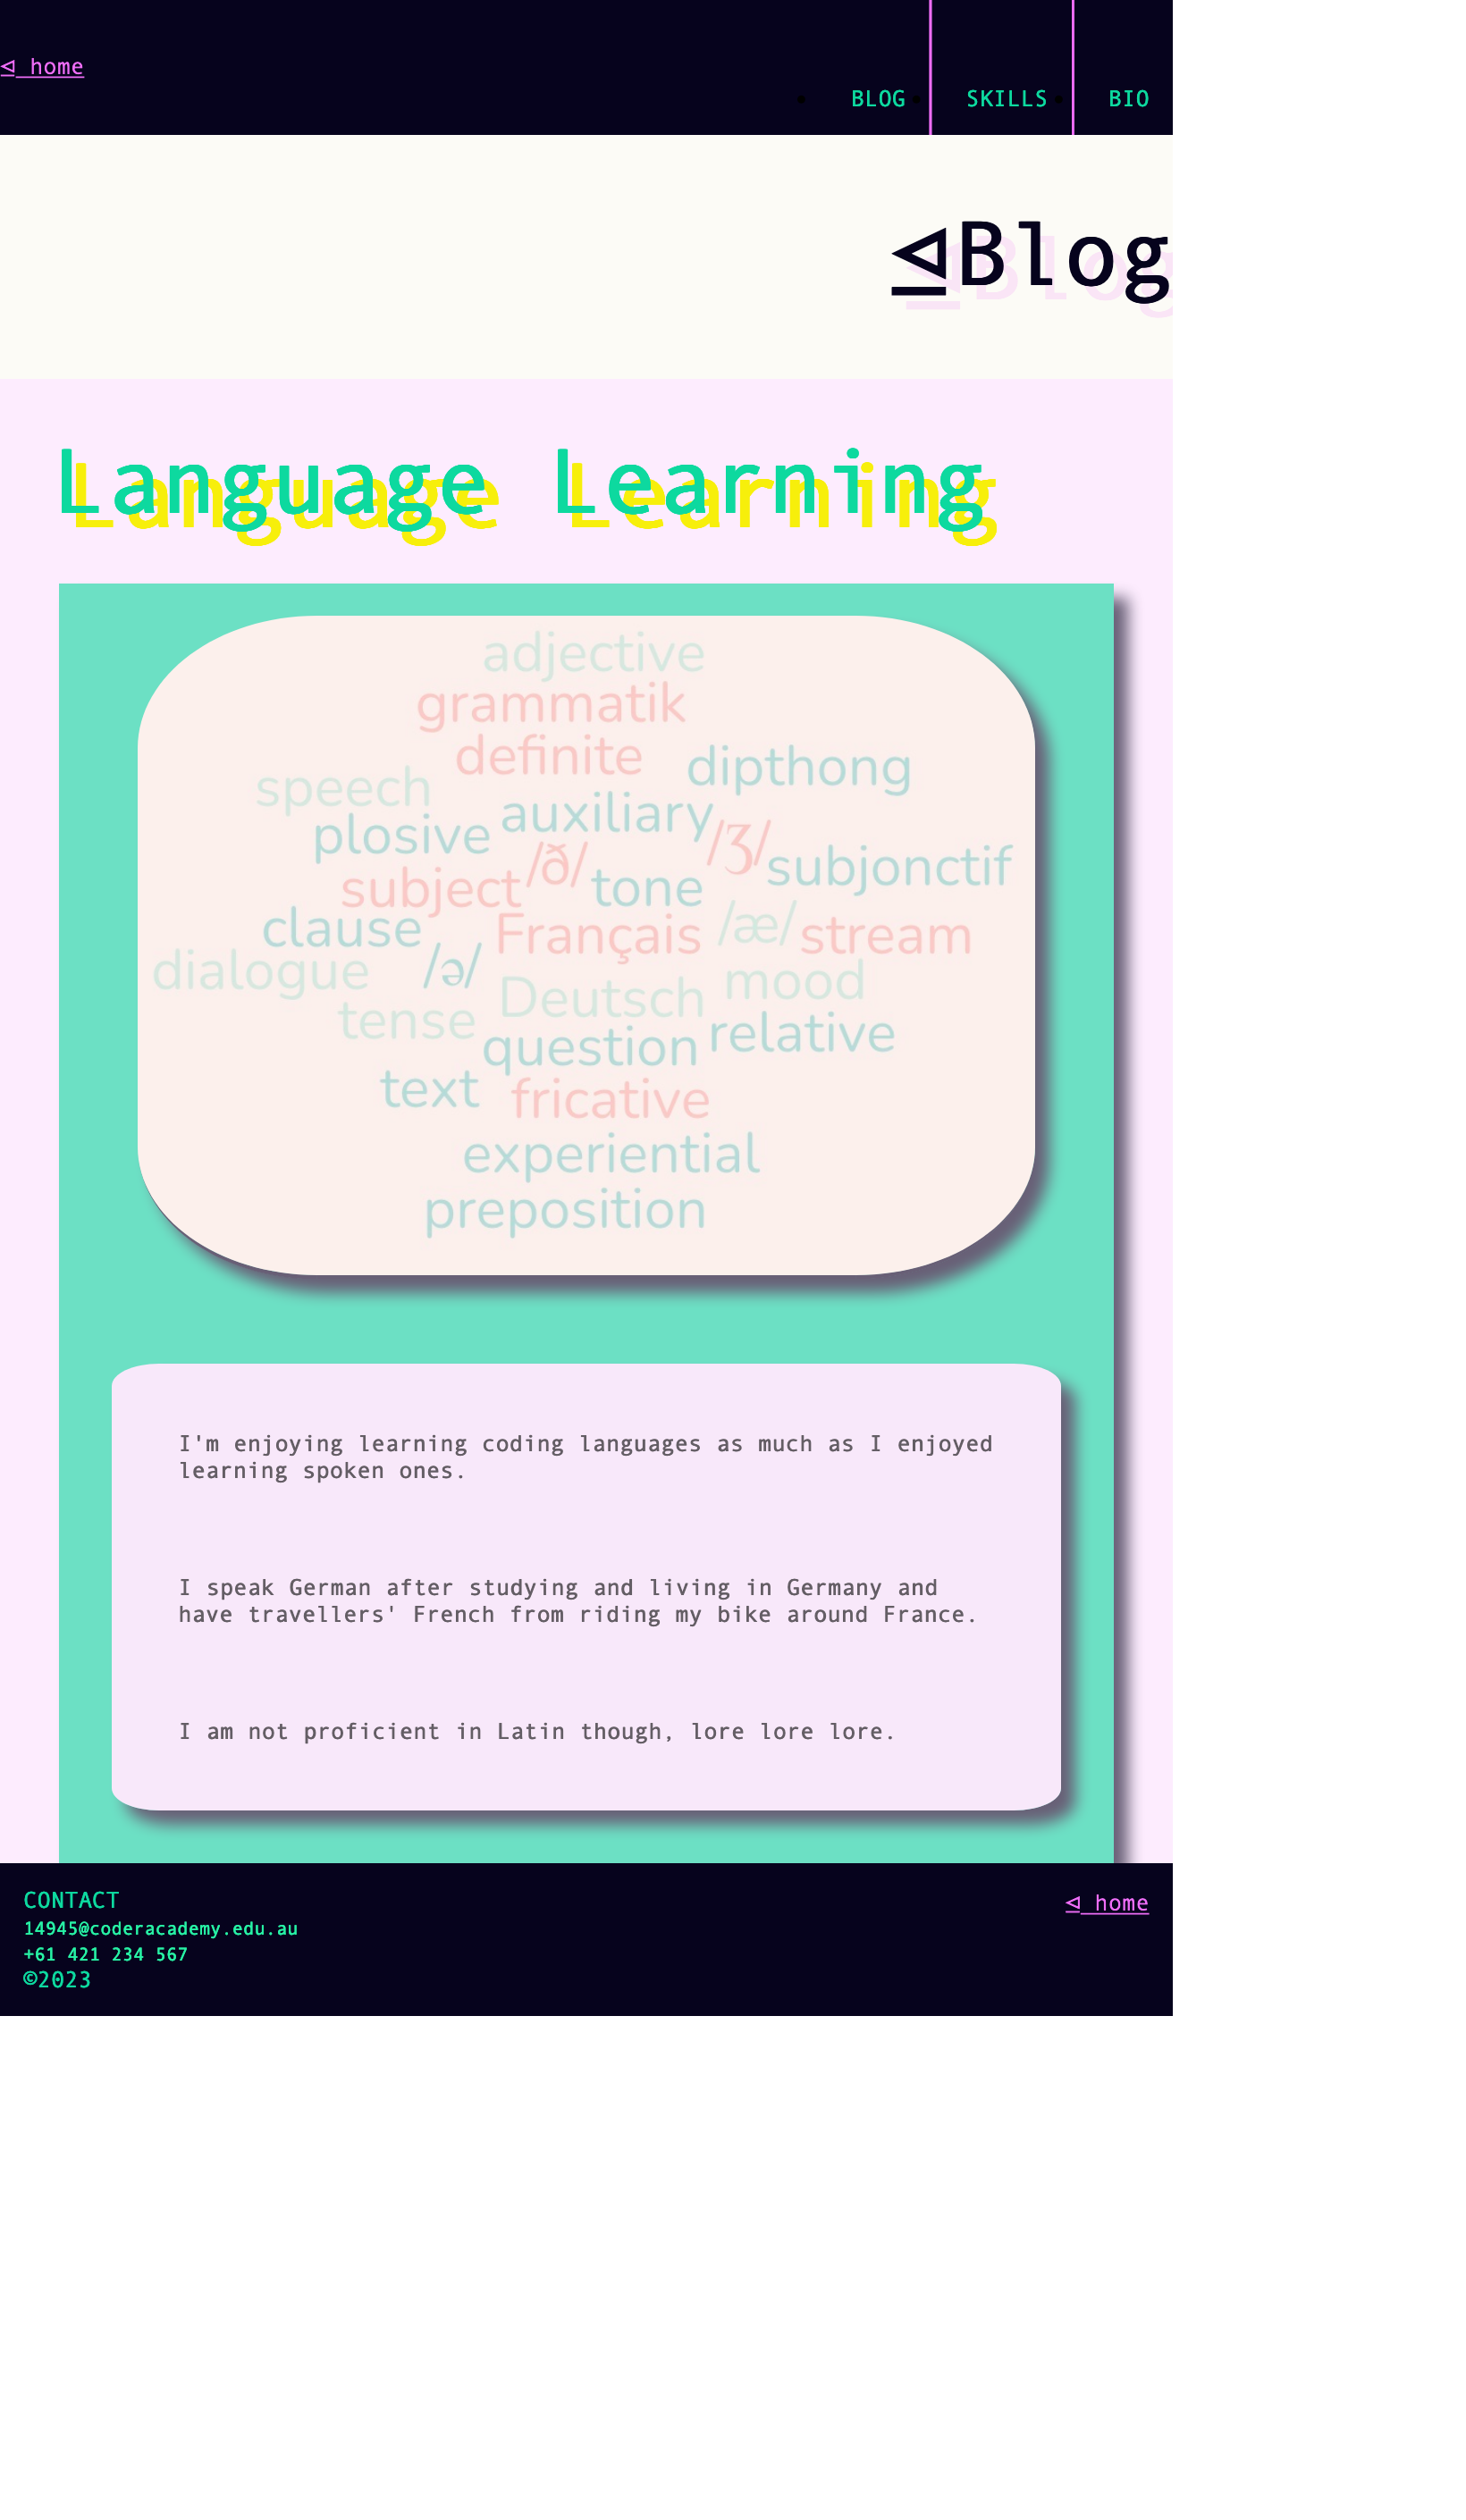 ⊴ home
BLOG SKILLS BIO
⊴Blog
Language Learning
adjective
grammatik
definite
dipthong
speech
auxiliary
plosive
/ʒ/
subjonctif
subject
/ð/
tone
clause
Français
/æ/
stream
dialogue
/ə/
mood
Deutsch
tense
relative
question
text
fricative
experiential
preposition
I'm enjoying learning coding languages as much as I enjoyed
learning spoken ones.
I speak German after studying and living in Germany and
have travellers' French from riding my bike around France.
I am not proficient in Latin though, lore lore lore.
CONTACT
⊴ home
14945@coderacademy.edu.au
+61 421 234 567
©2023